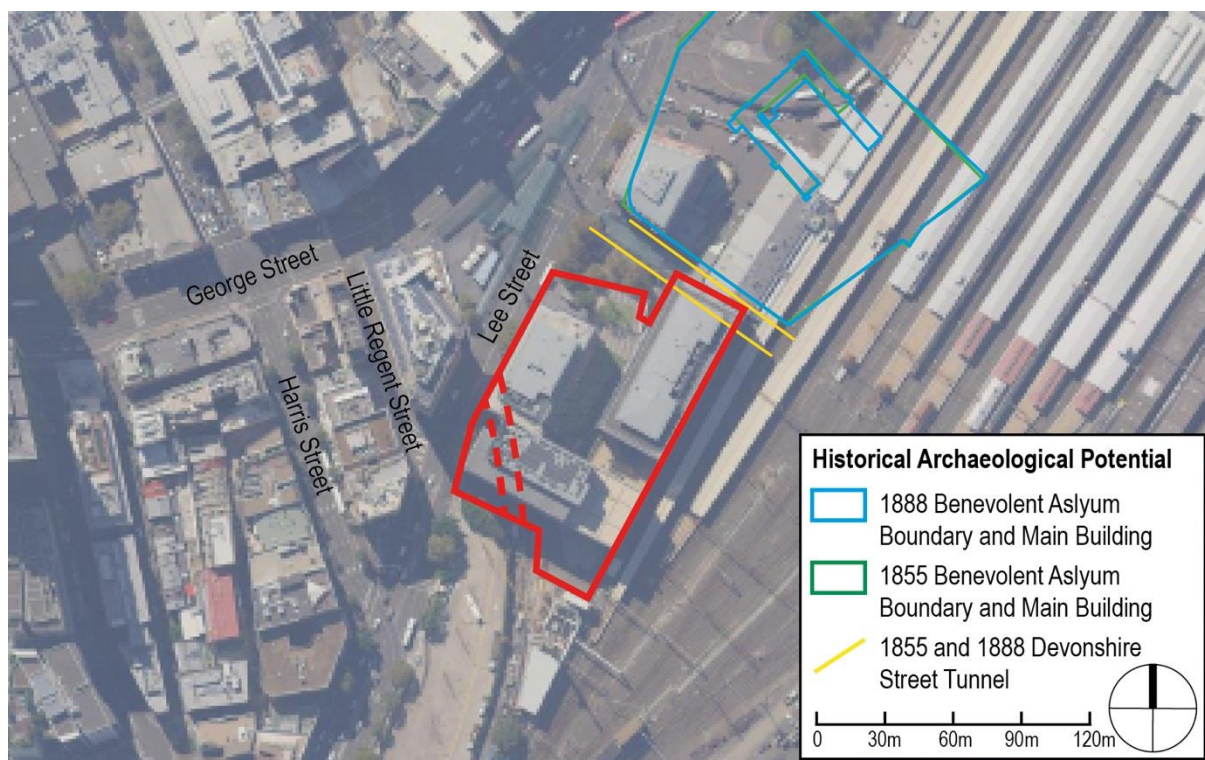 George Street
Little Regent Street
Lee Street
Harris Street
Historical Archaeological Potential
1888 Benevolent Aslyum
Boundary and Main Building
1855 Benevolent Aslyum
Boundary and Main Building
1855 and 1888 Devonshire
Street Tunnel
0 30m 60m 90m 120m